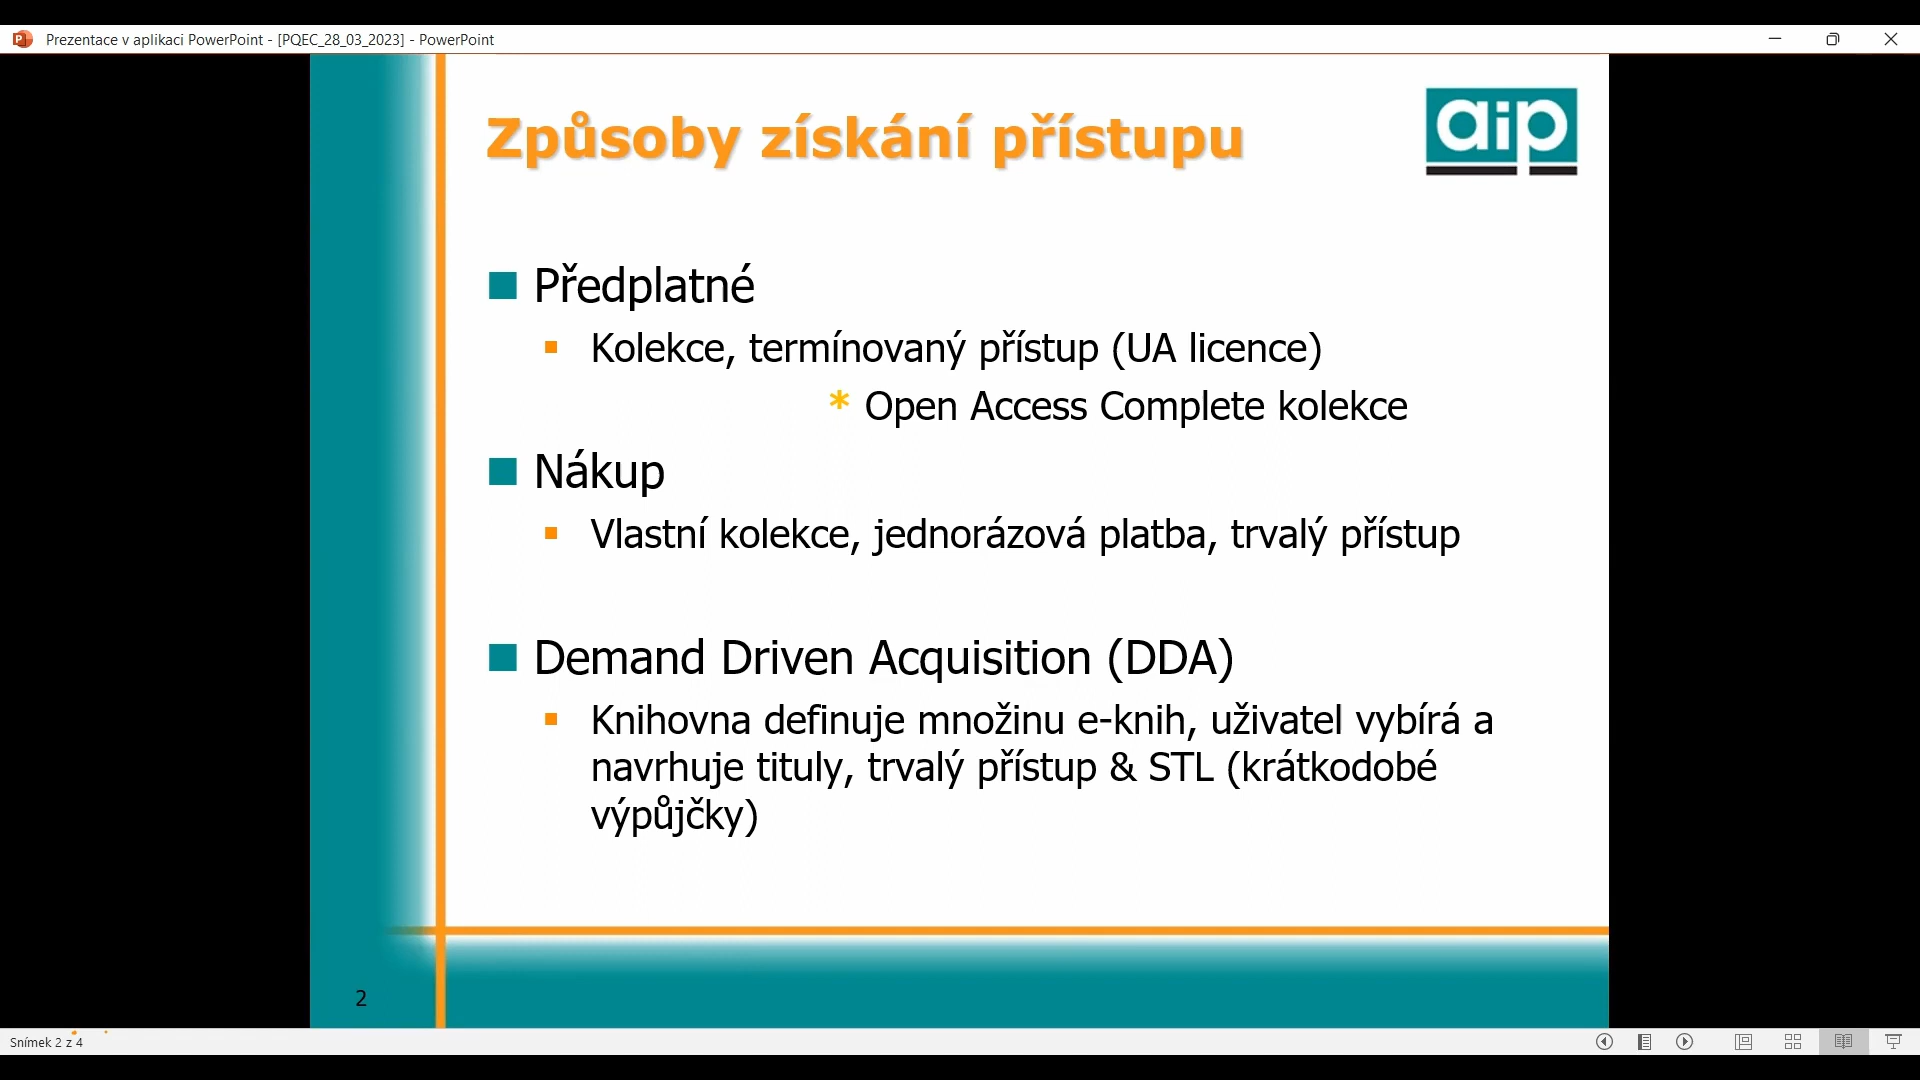 Prezentace v aplikaci PowerPoint - [PQEC_28_03_2023] - PowerPoint
Způsoby získání přístupu
aip
Předplatné
Kolekce, termínovaný přístup (UA licence)
* Open Access Complete kolekce
Nákup
Vlastní kolekce, jednorázová platba, trvalý přístup
Demand Driven Acquisition (DDA)
Knihovna definuje množinu e-knih, uživatel vybírá a
navrhuje tituly, trvalý přístup & STL (krátkodobé
výpůjčky)
2
Snímek 2 z 4